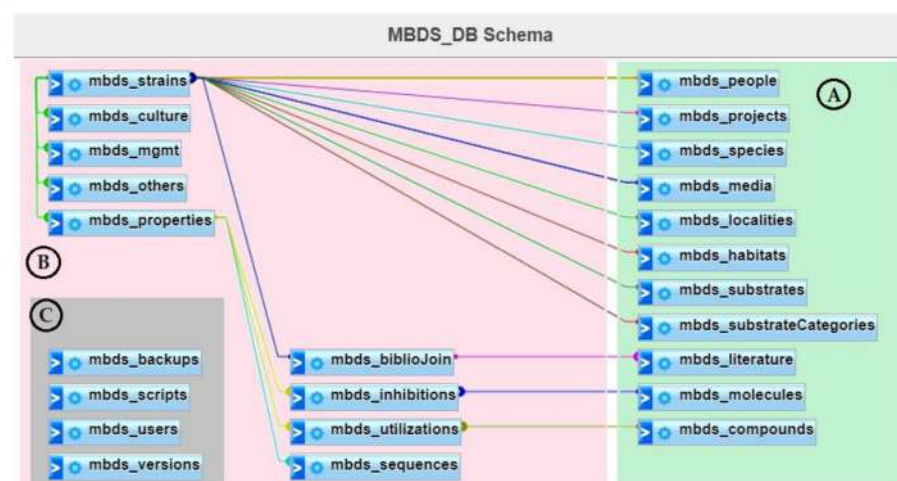 MBDS_DB Schema
mbds_strains
mbds_culture
mbds_mgmt
mbds_others
mbds_properties
B
C
mbds_backups
mbds_scripts
mbds_users
mbds_versions
mbds_biblioJoin
mbds_inhibitions
mbds_utilizations
mbds_sequences
A
mbds_people
mbds_projects
mbds_species
mbds_media
mbds_localities
mbds_habitats
mbds_substrates
mbds_substrateCategories
mbds_literature
mbds_molecules
mbds_compounds